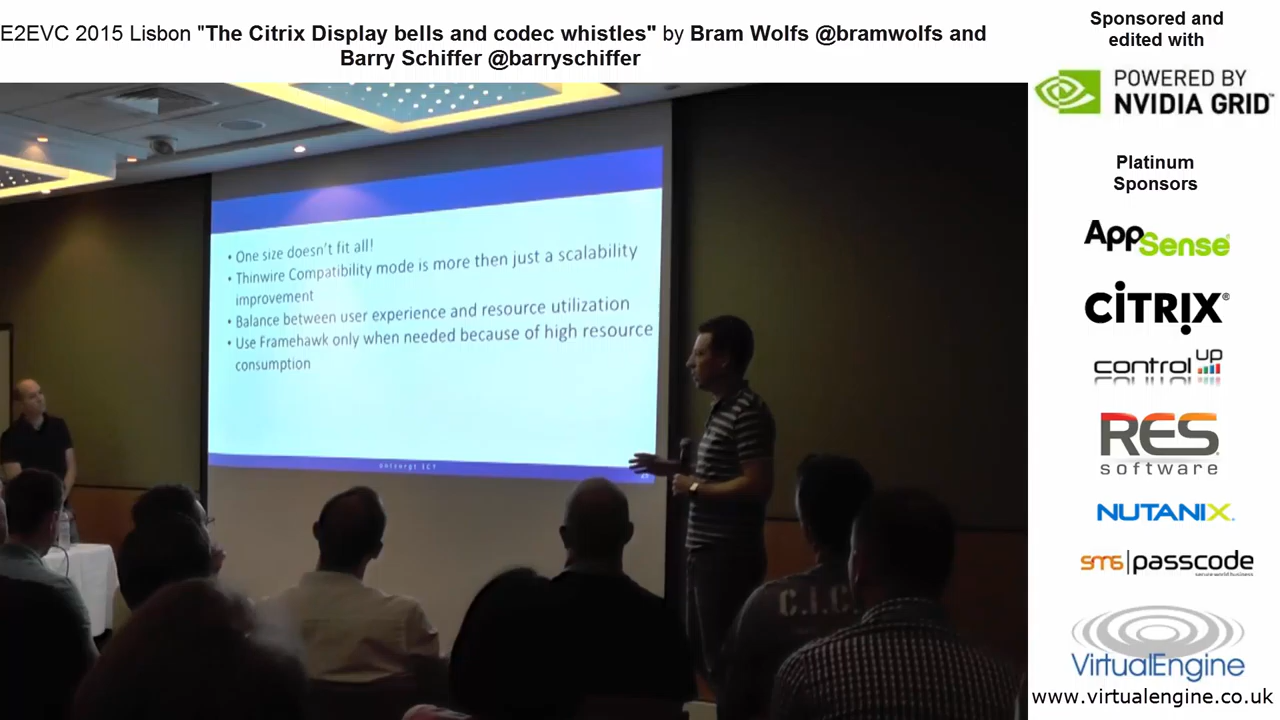 E2EVC 2015 Lisbon "The Citrix Display bells and codec whistles" by Bram Wolfs @bramwolfs and
Barry Schiffer @barryschiffer
Sponsored and
edited with
POWERED BY
NVIDIA GRID
Platinum
Sponsors
AppSense
CiTRIX
control up
RES
software
NUTANIX
sms|passcode
VirtualEngine
www.virtualengine.co.uk
• One size doesn't fit all!
• Thinwire Compatibility mode is more then just a scalability
improvement
• Balance between user experience and resource utilization
• Use Framehawk only when needed because of high resource
consumption
C.I.C.